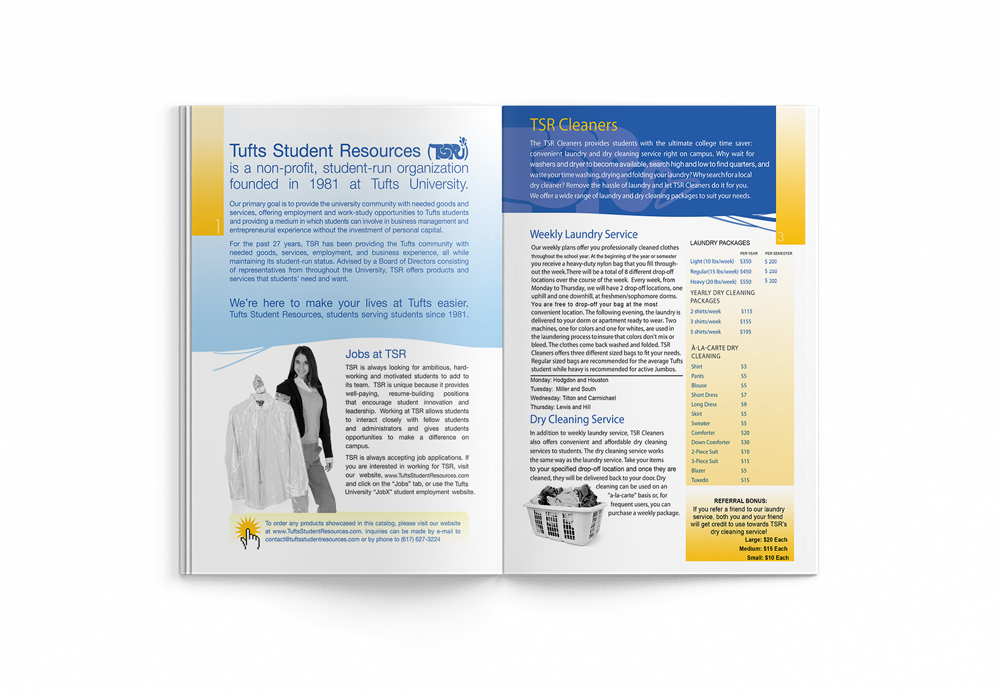 1
Tufts Student Resources (TSR)
is a non-profit, student-run organization
founded in 1981 at Tufts University.
Our primary goal is to provide the university community with needed goods and
services, offering employment and work-study opportunities to Tufts students
and providing a medium in which students can involve in business management and
entrepreneurial experience without the investment of personal capital.
For the past 27 years, TSR has been providing the Tufts community with
needed goods, services, employment, and business experience, all while
maintaining its student-run status. Advised by a Board of Directors consisting
of representatives from throughout the University, TSR offers products and
services that students' need and want.
We're here to make your lives at Tufts easier.
Tufts Student Resources, students serving students since 1981.
Jobs at TSR
TSR is always looking for ambitious, hard-
working and motivated students to add to
its team. TSR is unique because it provides
well-paying, resume-building positions
that encourage student innovation and
leadership. Working at TSR allows students
to interact closely with fellow students
and administrators and gives students
opportunities to make a difference on
campus.
TSR is always accepting job applications. If
you are interested in working for TSR, visit
our website, www.TuftsStudentResources.com
and click on the "Jobs" tab, or use the Tufts
University "JobX" student employment website.
To order any products showcased in this catalog, please visit our website
at www.TuftsStudentResources.com. Inquiries can be made by e-mail to
contact@tuftsstudentresources.com or by phone to (617) 627-3224
TSR Cleaners
The TSR Cleaners provides students with the ultimate college time saver:
convenient laundry and dry cleaning service right on campus. Why wait for
washers and dryer to become available, search high and low to find quarters, and
waste your time washing, drying and folding your laundry? Why search for a local
dry cleaner? Remove the hassle of laundry and let TSR Cleaners do it for you.
We offer a wide range of laundry and dry cleaning packages to suit your needs.
3
Weekly Laundry Service
Our weekly plans offer you professionally cleaned clothes
throughout the school year. At the beginning of the year or semester
you receive a heavy-duty nylon bag that you fill through-
out the week.There will be a total of 8 different drop-off
locations over the course of the week. Every week, from
Monday to Thursday, we will have 2 drop-off locations, one
uphill and one downhill, at freshmen/sophomore dorms.
You are free to drop-off your bag at the most
convenient location. The following evening, the laundry is
delivered to your dorm or apartment ready to wear. Two
machines, one for colors and one for whites, are used in
the laundering process to insure that colors don't mix or
bleed. The clothes come back washed and folded. TSR
Cleaners offers three different sized bags to fit your needs.
Regular sized bags are recommended for the average Tufts
student while heavy are recommended for active Jumbos.
Monday: Hodgdon and Houston
Tuesday: Miller and South
Wednesday: Tilton and Carmichael
Thursday: Lewis and Hill
Dry Cleaning Service
In addition to weekly laundry service, TSR Cleaners
also offers convenient and affordable dry cleaning
services to students. The dry cleaning service works
the same way as the laundry service. Take your items
to your specified drop-off location and once they are
cleaned, they will be delivered back to your door. Dry
cleaning can be used on an
"a-la-carte" basis or, for
frequent users, you can
purchase a weekly package.
LAUNDRY PACKAGES
PER YEAR PER SEMESTER
Light (10 lbs/week) $350 $ 200
Regular(15 lbs/week) $450 $ 250
Heavy (20 lbs/week) $550 $ 300
YEARLY DRY CLEANING
PACKAGES
2 shirts/week $115
3 shirts/week $155
5 shirts/week $195
À-LA-CARTE DRY
CLEANING
Shirt $3
Pants $5
Blouse $5
Short Dress $7
Long Dress $9
Skirt $5
Sweater $5
Comforter $20
Down Comforter $30
2-Piece Suit $10
3-Piece Suit $15
Blazer $5
Tuxedo $15
REFERRAL BONUS:
If you refer a friend to our laundry
service, both you and your friend
will get credit to use towards TSR's
dry cleaning service!
Large: $20 Each
Medium: $15 Each
Small: $10 Each